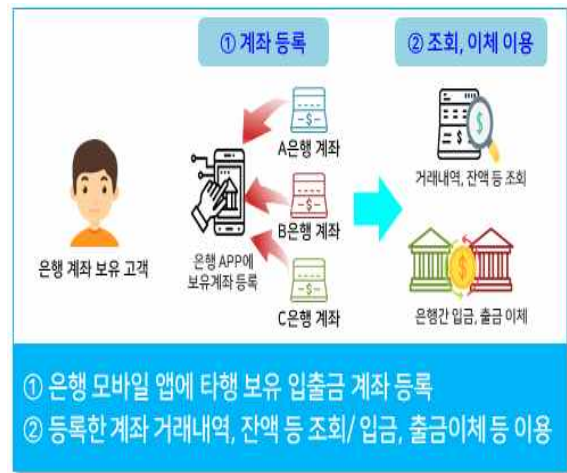 ① 계좌 등록
② 조회, 이체 이용
A은행 계좌
B은행 계좌
C은행 계좌
은행 계좌 보유 고객
은행 APP에
보유계좌 등록
거래내역, 잔액 등 조회
은행간 입금, 출금 이체
① 은행 모바일 앱에 타행 보유 입출금 계좌 등록
② 등록한 계좌 거래내역, 잔액 등 조회/ 입금, 출금이체 등 이용